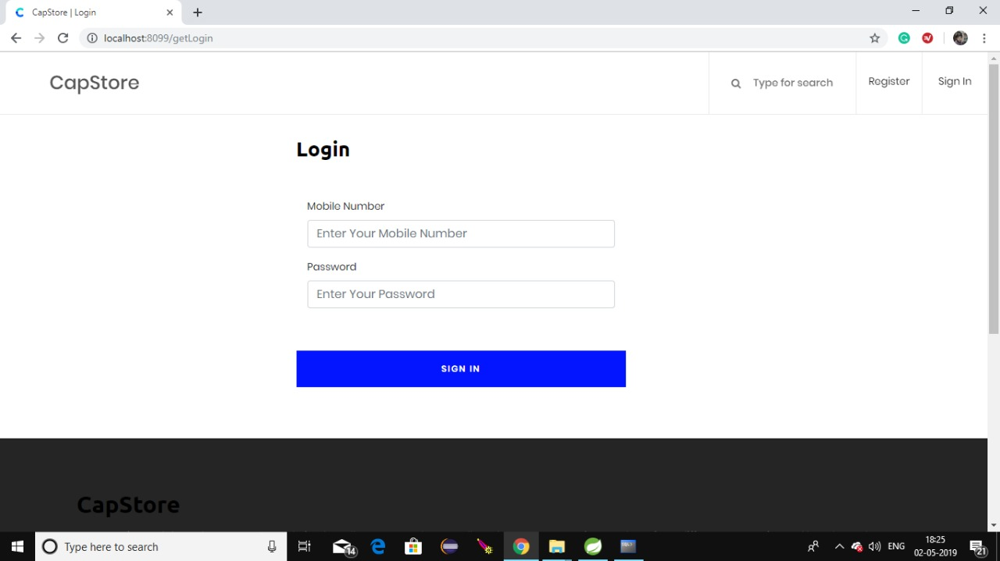 CapStore | Login
localhost:8099/getLogin
CapStore
Type for search
Register
Sign In
Login
Mobile Number
Enter Your Mobile Number
Password
Enter Your Password
SIGN IN
CapStore
Type here to search
14
ENG
18:25
02-05-2019
21